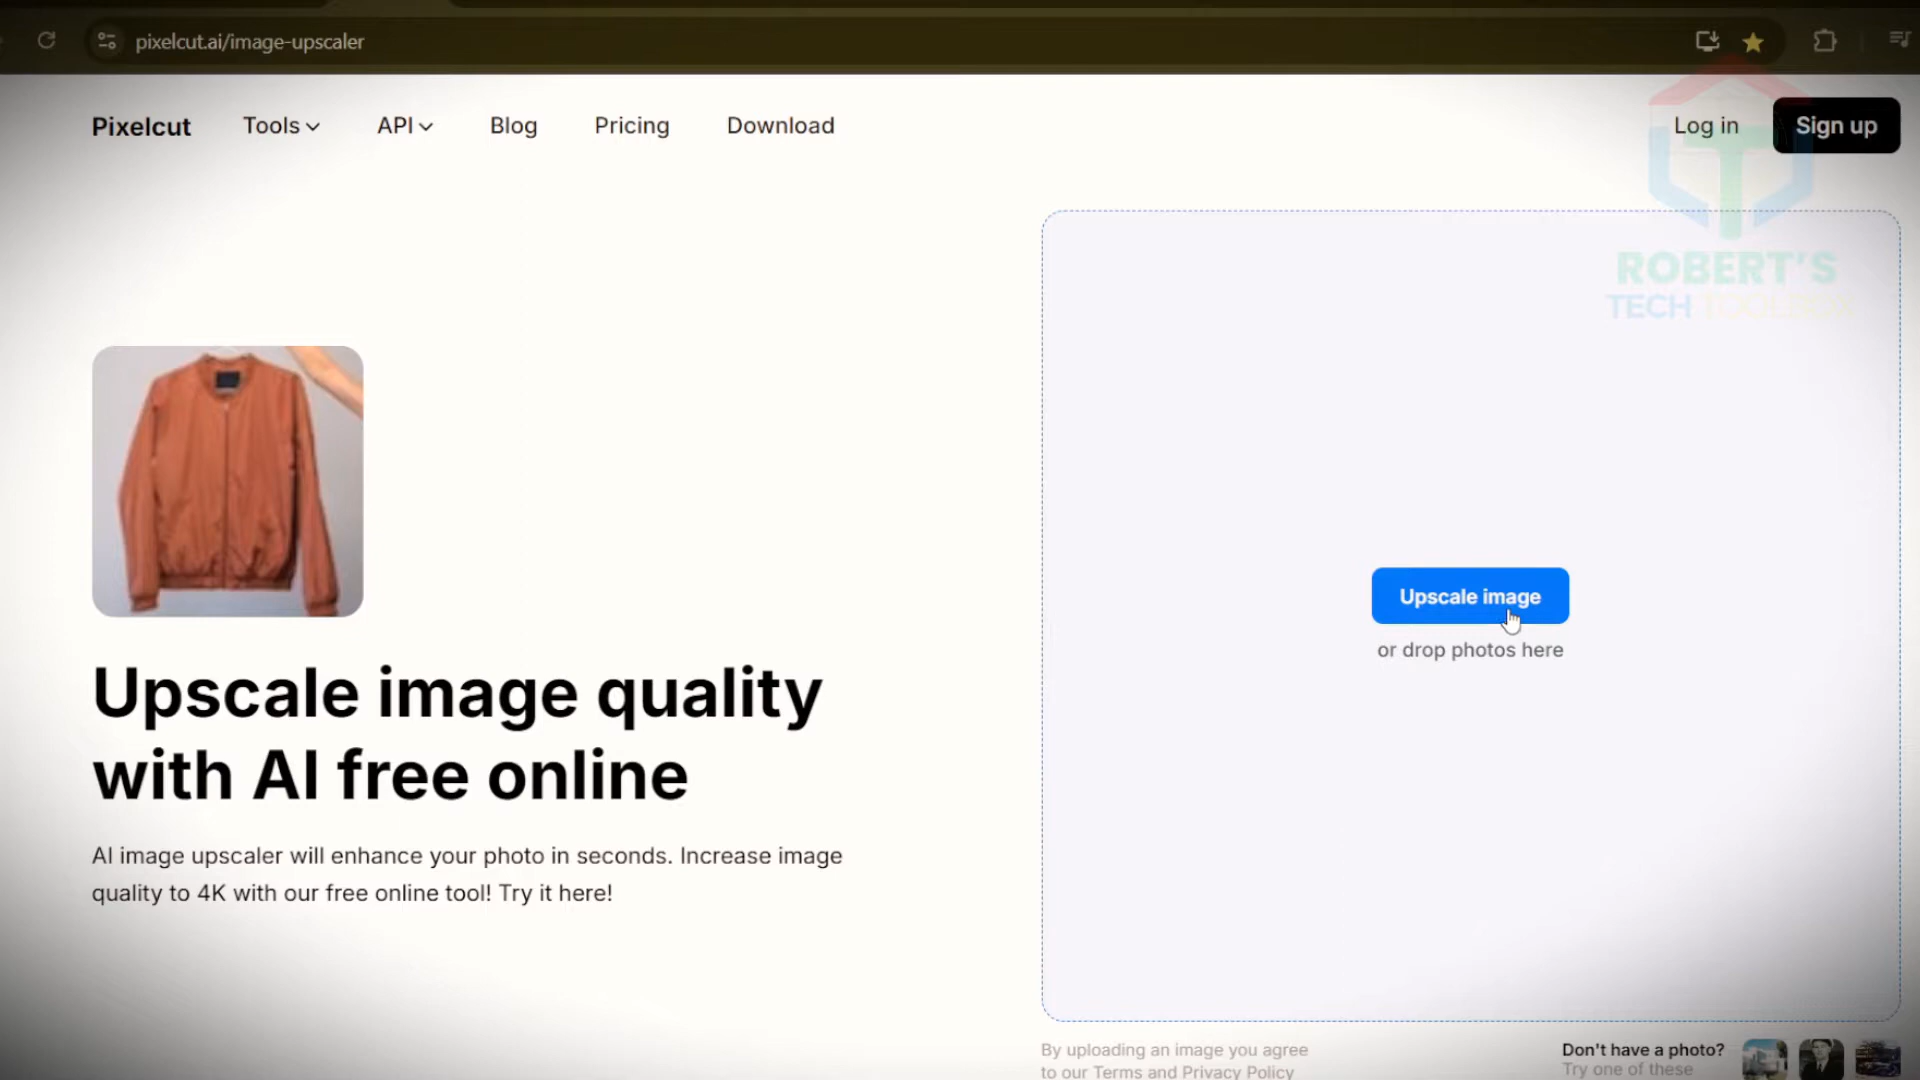 pixelcut.ai/image-upscaler
Pixelcut
Tools
API
Blog
Pricing
Download
Log in
Sign up
ROBERT'S
TECH TOOLBOX
Upscale image
or drop photos here
Upscale image quality
with AI free online
AI image upscaler will enhance your photo in seconds. Increase image
quality to 4K with our free online tool! Try it here!
By uploading an image you agree
to our Terms and Privacy Policy
Don't have a photo?
Try one of these